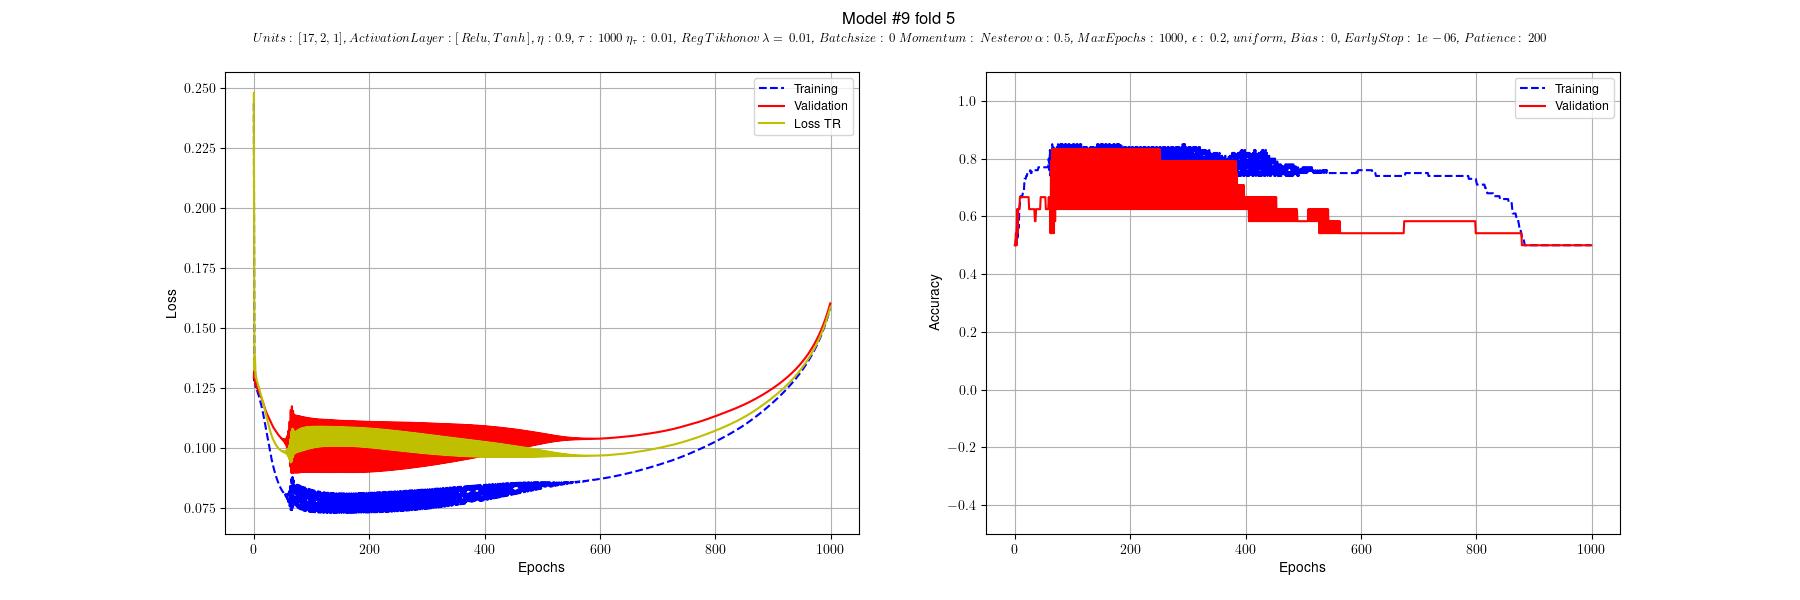 Model #9 fold 5
Units : [17, 2, 1], ActivationLayer : [ Relu, Tanh ], η : 0.9, τ : 1000 ητ : 0.01, RegTikhonov λ = 0.01, Batchsize : 0 Momentum : Nesterov α : 0.5, MaxEpochs : 1000, ϵ : 0.2, uniform, Bias : 0, EarlyStop : 1e − 06, Patience : 200
0.250
0.225
0.200
0.175
0.150
0.125
0.100
0.075
Loss
Training
Validation
Loss TR
0 200 400 600 800 1000
Epochs
1.0
0.8
0.6
0.4
0.2
0.0
−0.2
−0.4
Accuracy
Training
Validation
0 200 400 600 800 1000
Epochs